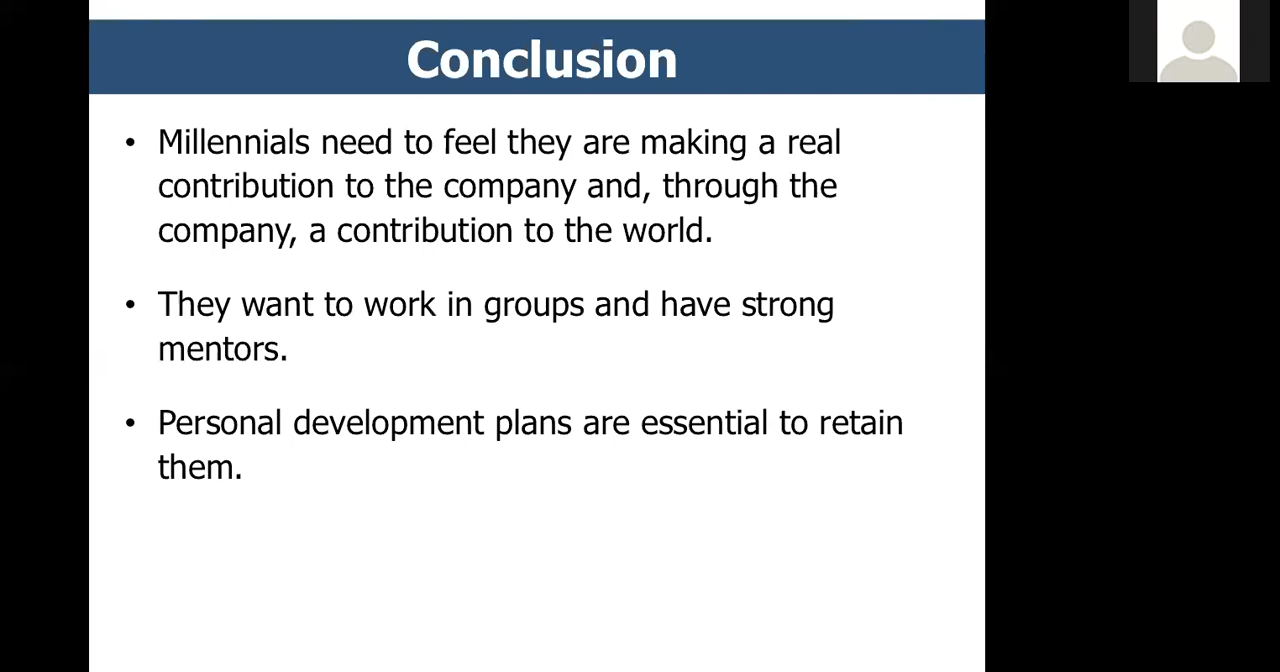 Conclusion
• Millennials need to feel they are making a real
contribution to the company and, through the
company, a contribution to the world.
• They want to work in groups and have strong
mentors.
• Personal development plans are essential to retain
them.